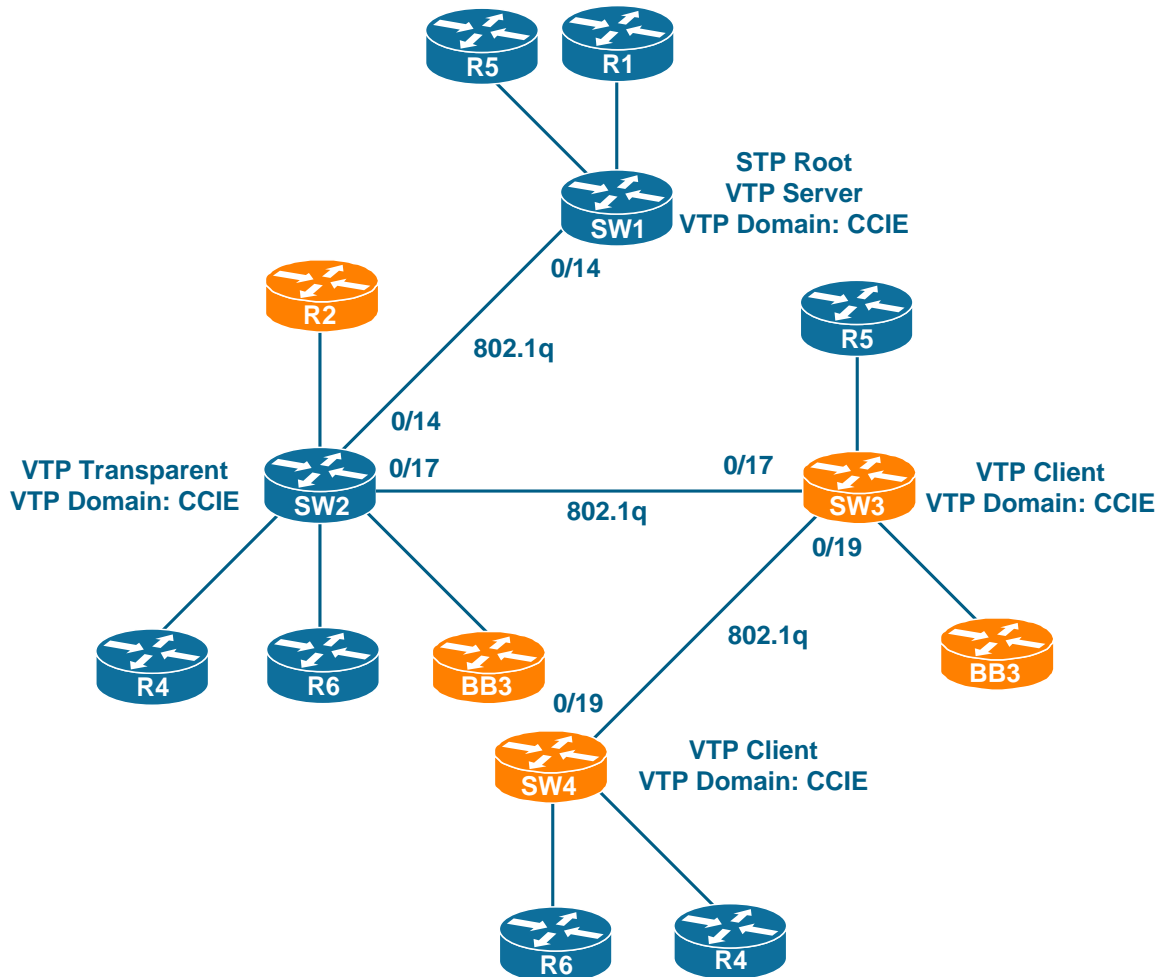 R5
R1
STP Root
VTP Server
VTP Domain: CCIE
SW1
0/14
R2
R5
802.1q
0/14
VTP Transparent
VTP Domain: CCIE
0/17
SW2
0/17
SW3
VTP Client
VTP Domain: CCIE
802.1q
0/19
802.1q
R4
R6
BB3
BB3
0/19
SW4
VTP Client
VTP Domain: CCIE
R6
R4